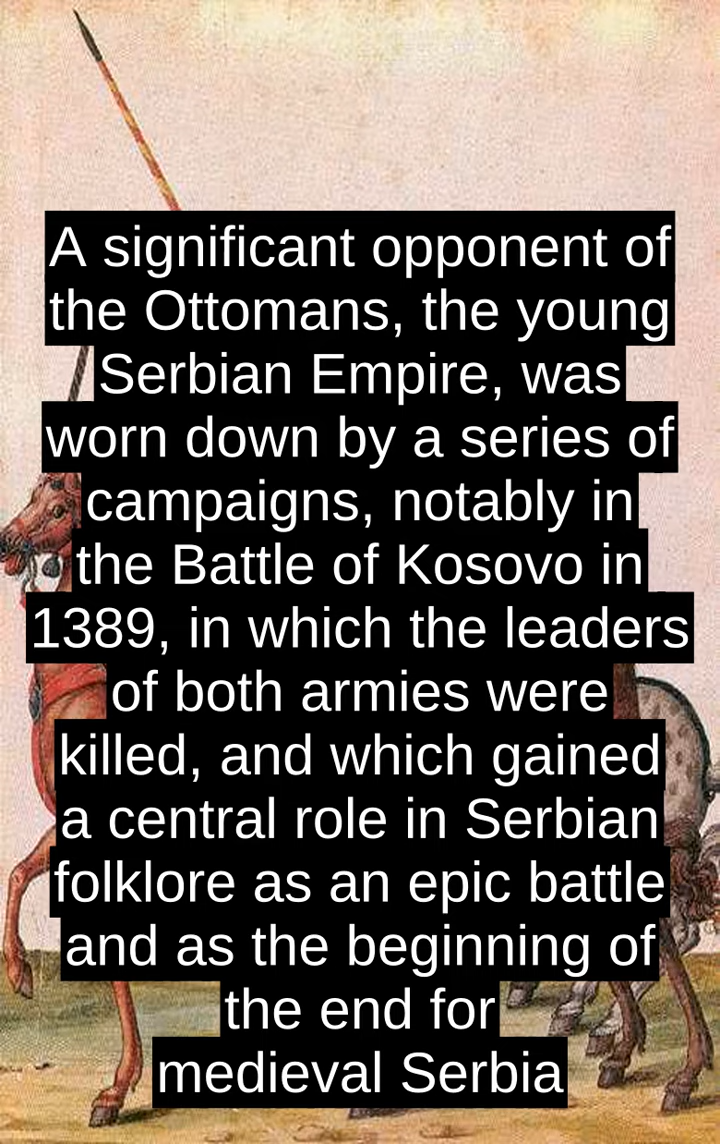 A significant opponent of
the Ottomans, the young
Serbian Empire, was
worn down by a series of
campaigns, notably in
the Battle of Kosovo in
1389, in which the leaders
of both armies were
killed, and which gained
a central role in Serbian
folklore as an epic battle
and as the beginning of
the end for
medieval Serbia